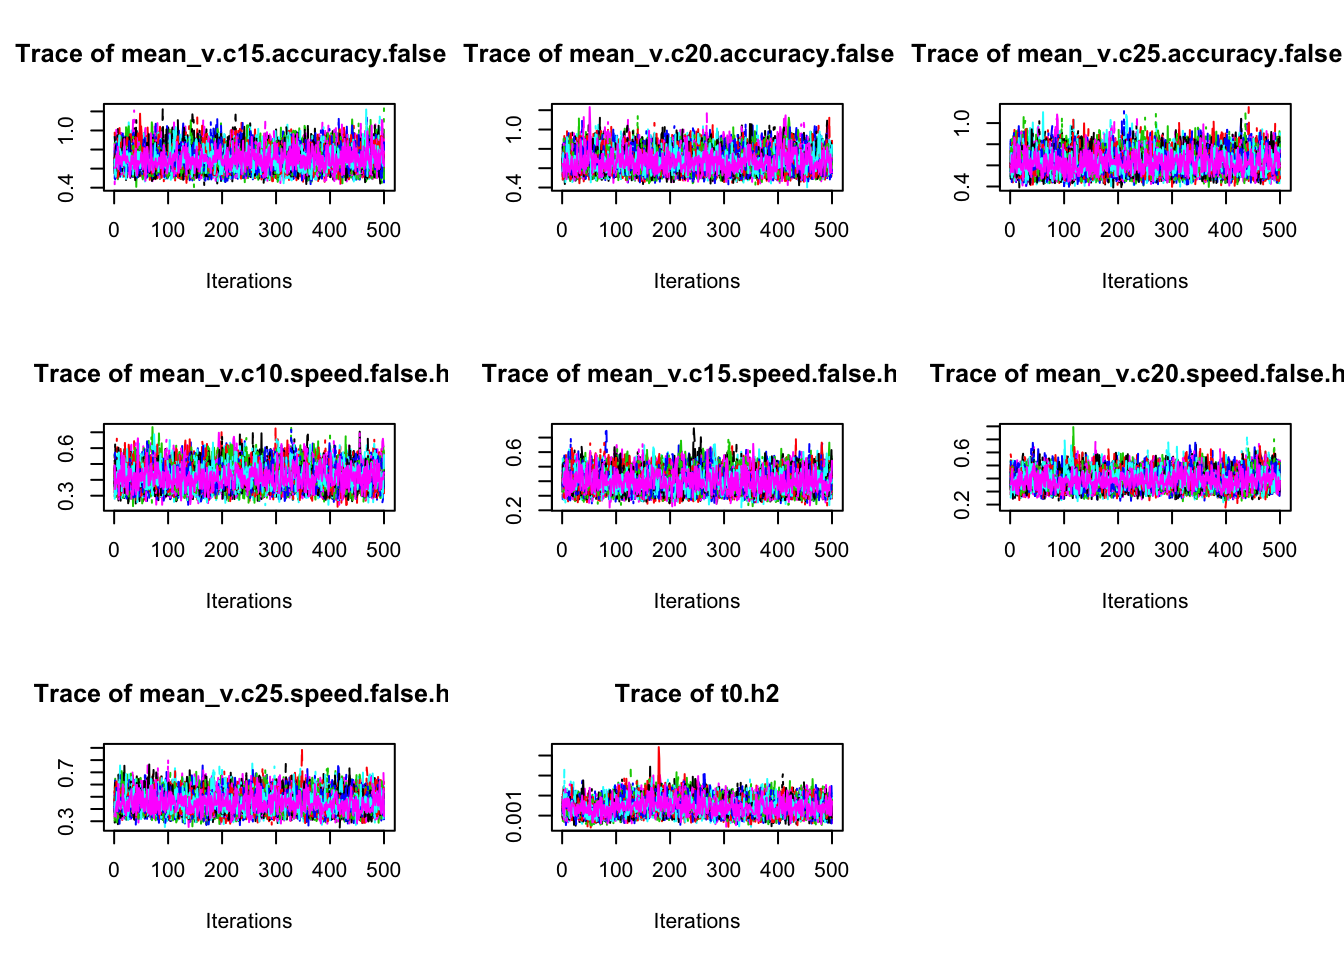 Trace of mean_v.c15.accuracy.false
Trace of mean_v.c20.accuracy.false
Trace of mean_v.c25.accuracy.false
1.0
0.4
0 100 200 300 400 500
Iterations
1.0
0.4
0 100 200 300 400 500
Iterations
1.0
0.4
0 100 200 300 400 500
Iterations
Trace of mean_v.c10.speed.false.h
Trace of mean_v.c15.speed.false.h
Trace of mean_v.c20.speed.false.h
0.6
0.3
0 100 200 300 400 500
Iterations
0.6
0.2
0 100 200 300 400 500
Iterations
0.6
0.2
0 100 200 300 400 500
Iterations
Trace of mean_v.c25.speed.false.h
Trace of t0.h2
0.7
0.3
0 100 200 300 400 500
Iterations
0.001
0 100 200 300 400 500
Iterations